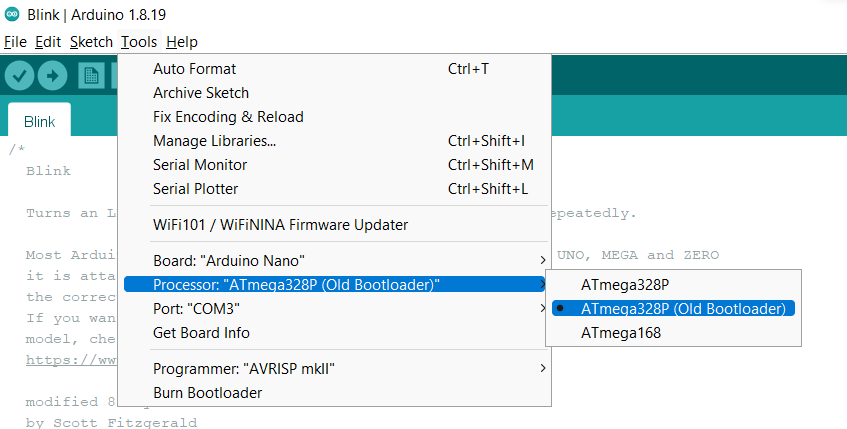 Blink | Arduino 1.8.19
File Edit Sketch Tools Help
Auto Format Ctrl+T
Archive Sketch
Fix Encoding & Reload
Manage Libraries... Ctrl+Shift+I
Serial Monitor Ctrl+Shift+M
Serial Plotter Ctrl+Shift+L
WiFi101 / WiFiNINA Firmware Updater
Board: "Arduino Nano"
Processor: "ATmega328P (Old Bootloader)"
Port: "COM3"
Get Board Info
Programmer: "AVRISP mkII"
Burn Bootloader
ATmega328P
ATmega328P (Old Bootloader)
ATmega168
Blink
/*
Blink
Turns an L epeatedly.
Most Ardui UNO, MEGA and ZERO
it is atta
the correc
If you wan
model, che
https://ww
modified 8
by Scott Fitzgerald